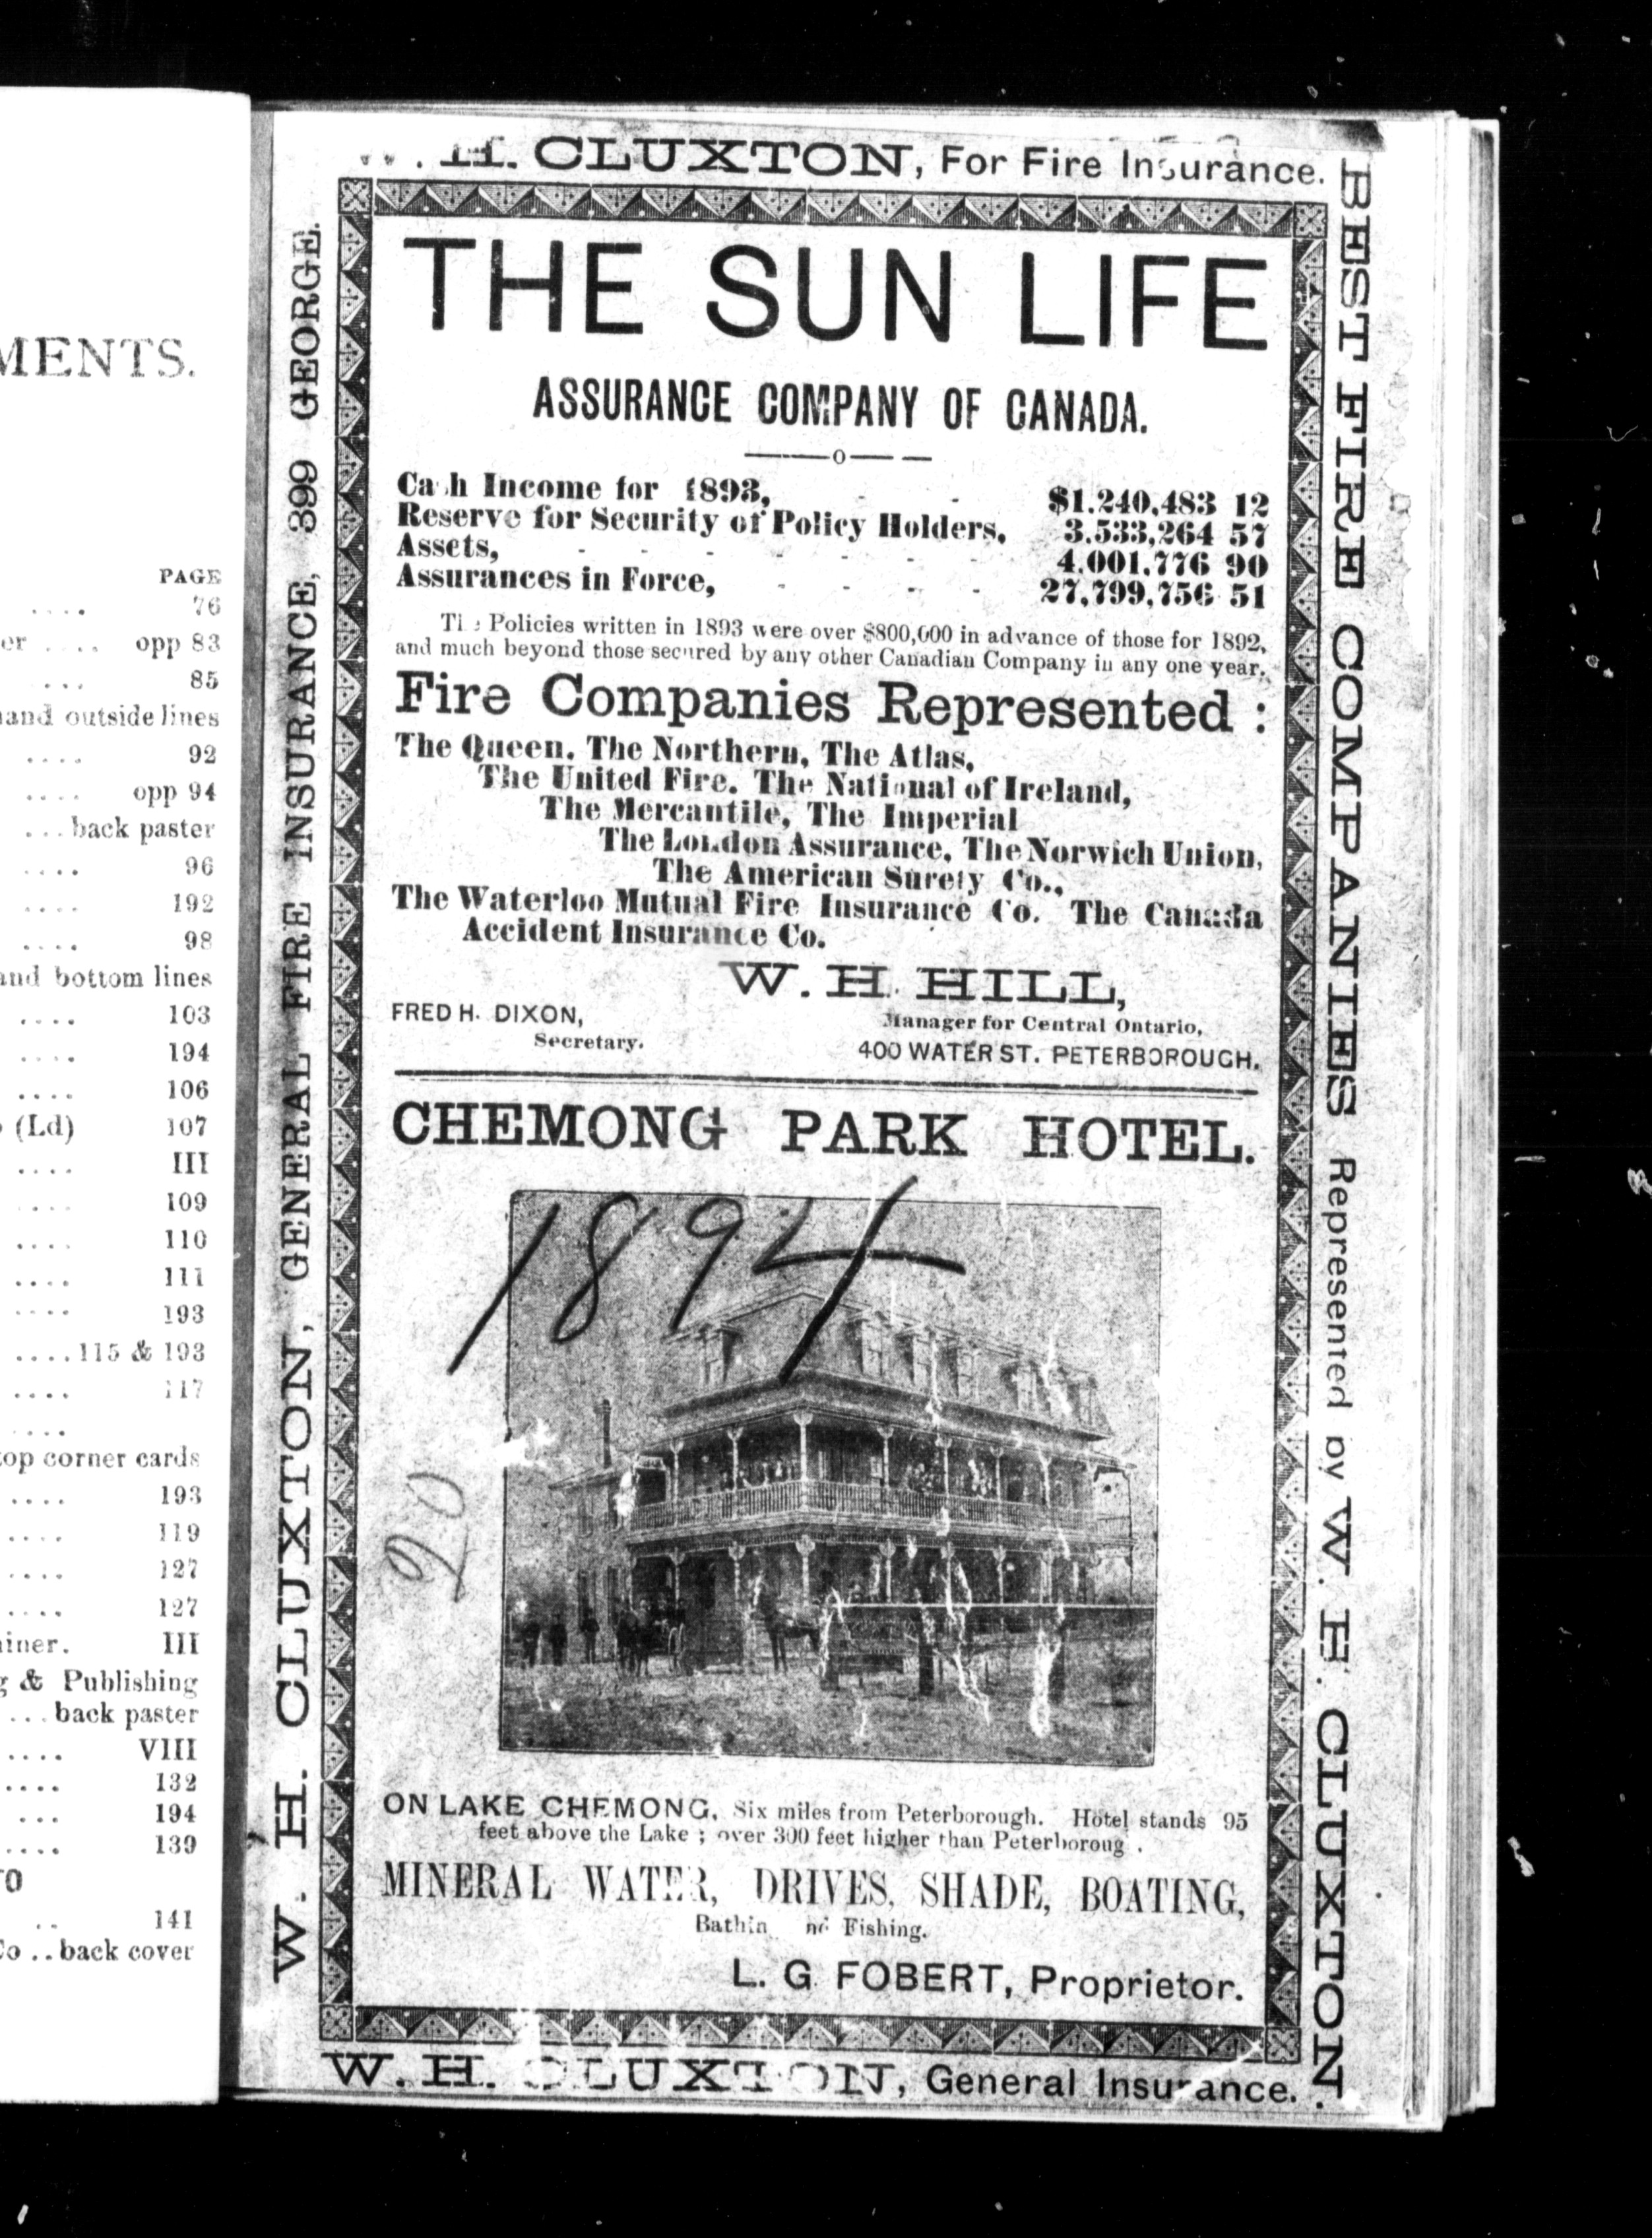 MENTS.
PAGE
.... 76
er .... opp 83
... 85
and outside lines
.... 92
.... opp 94
... back paster
.... 96
.... 192
.... 98
and bottom lines
.... 103
.... 194
.... 106
(Ld) 107
.... III
.... 109
.... 110
.... 111
.... 193
.... 115 & 193
.... 117
....
top corner cards
.... 193
.... 119
.... 127
.... 127
iner. III
g & Publishing
... back paster
.... VIII
.... 132
... 194
.... 139
TO
.. 141
Co .. back cover
W. H. CLUXTON, For Fire Insurance.
W. H. CLUXTON, GENERAL FIRE INSURANCE, 399 GEORGE.
THE SUN LIFE
ASSURANCE COMPANY OF CANADA.
Cash Income for 1893, - - $1,240,483 12
Reserve for Security of Policy Holders, 3,533,264 57
Assets, - - - - - - - 4,001,776 90
Assurances in Force, - - - - 27,799,756 51
The Policies written in 1893 were over $800,000 in advance of those for 1892,
and much beyond those secured by any other Canadian Company in any one year.
Fire Companies Represented :
The Queen. The Northern, The Atlas,
The United Fire. The National of Ireland,
The Mercantile, The Imperial
The London Assurance, The Norwich Union,
The American Surety Co.,
The Waterloo Mutual Fire Insurance Co. The Canada
Accident Insurance Co.
W. H. HILL,
FRED H. DIXON, Manager for Central Ontario,
Secretary. 400 WATER ST. PETERBOROUGH.
CHEMONG PARK HOTEL.
1894
20
ON LAKE CHEMONG, Six miles from Peterborough. Hotel stands 95
feet above the Lake ; over 300 feet higher than Peterboroug .
MINERAL WATER, DRIVES, SHADE, BOATING,
Bathin nd Fishing.
L. G FOBERT, Proprietor.
BEST FIRE COMPANIES Represented by W. H. CLUXTON.
W. H. CLUXTON, General Insurance.